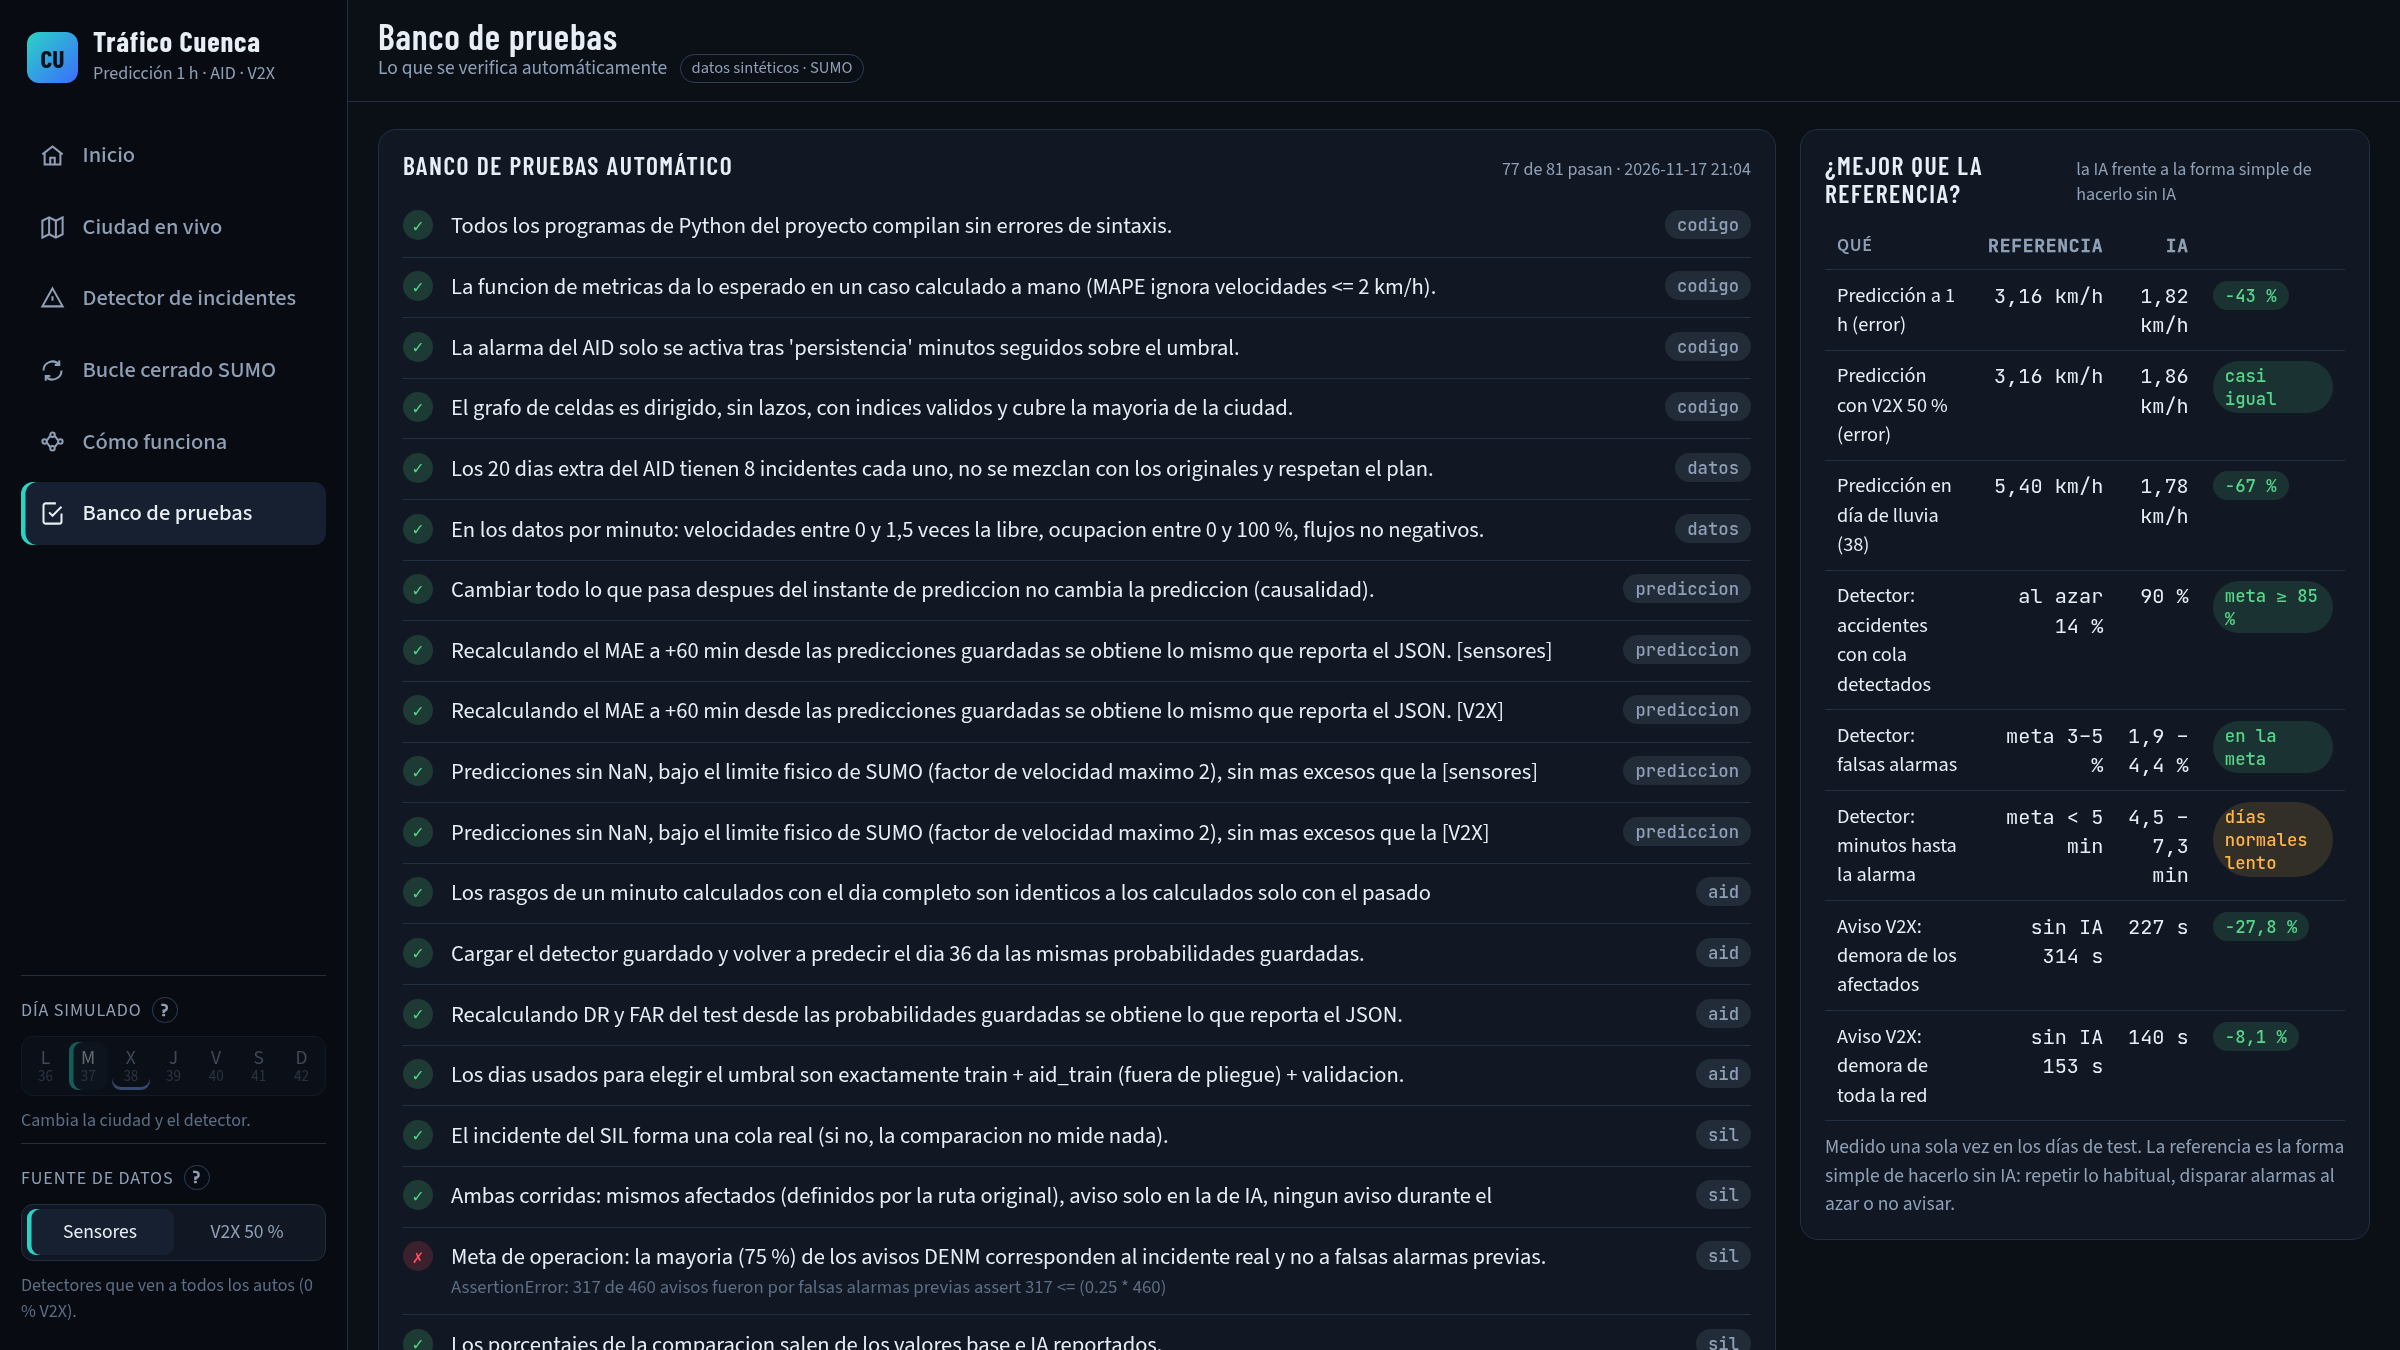 CU
Tráfico Cuenca
Predicción 1 h · AID · V2X
Inicio
Ciudad en vivo
Detector de incidentes
Bucle cerrado SUMO
Cómo funciona
Banco de pruebas
DÍA SIMULADO ?
L M X J V S D
36 37 38 39 40 41 42
Cambia la ciudad y el detector.
FUENTE DE DATOS ?
Sensores V2X 50 %
Detectores que ven a todos los autos (0
% V2X).
Banco de pruebas
Lo que se verifica automáticamente datos sintéticos · SUMO
BANCO DE PRUEBAS AUTOMÁTICO 77 de 81 pasan · 2026-11-17 21:04
✓ Todos los programas de Python del proyecto compilan sin errores de sintaxis. codigo
✓ La funcion de metricas da lo esperado en un caso calculado a mano (MAPE ignora velocidades <= 2 km/h). codigo
✓ La alarma del AID solo se activa tras 'persistencia' minutos seguidos sobre el umbral. codigo
✓ El grafo de celdas es dirigido, sin lazos, con indices validos y cubre la mayoria de la ciudad. codigo
✓ Los 20 dias extra del AID tienen 8 incidentes cada uno, no se mezclan con los originales y respetan el plan. datos
✓ En los datos por minuto: velocidades entre 0 y 1,5 veces la libre, ocupacion entre 0 y 100 %, flujos no negativos. datos
✓ Cambiar todo lo que pasa despues del instante de prediccion no cambia la prediccion (causalidad). prediccion
✓ Recalculando el MAE a +60 min desde las predicciones guardadas se obtiene lo mismo que reporta el JSON. [sensores] prediccion
✓ Recalculando el MAE a +60 min desde las predicciones guardadas se obtiene lo mismo que reporta el JSON. [V2X] prediccion
✓ Predicciones sin NaN, bajo el limite fisico de SUMO (factor de velocidad maximo 2), sin mas excesos que la [sensores] prediccion
✓ Predicciones sin NaN, bajo el limite fisico de SUMO (factor de velocidad maximo 2), sin mas excesos que la [V2X] prediccion
✓ Los rasgos de un minuto calculados con el dia completo son identicos a los calculados solo con el pasado aid
✓ Cargar el detector guardado y volver a predecir el dia 36 da las mismas probabilidades guardadas. aid
✓ Recalculando DR y FAR del test desde las probabilidades guardadas se obtiene lo que reporta el JSON. aid
✓ Los dias usados para elegir el umbral son exactamente train + aid_train (fuera de pliegue) + validacion. aid
✓ El incidente del SIL forma una cola real (si no, la comparacion no mide nada). sil
✓ Ambas corridas: mismos afectados (definidos por la ruta original), aviso solo en la de IA, ningun aviso durante el sil
✗ Meta de operacion: la mayoria (75 %) de los avisos DENM corresponden al incidente real y no a falsas alarmas previas. sil
AssertionError: 317 de 460 avisos fueron por falsas alarmas previas assert 317 <= (0.25 * 460)
✓ Los porcentajes de la comparacion salen de los valores base e IA reportados. sil
¿MEJOR QUE LA
REFERENCIA?
la IA frente a la forma simple de
hacerlo sin IA
QUÉ REFERENCIA IA
Predicción a 1 3,16 km/h 1,82 -43 %
h (error) km/h
Predicción 3,16 km/h 1,86 casi
con V2X 50 % km/h igual
(error)
Predicción en 5,40 km/h 1,78 -67 %
día de lluvia km/h
(38)
Detector: al azar 90 % meta ≥ 85
accidentes 14 % %
con cola
detectados
Detector: meta 3–5 1,9 – en la
falsas alarmas % 4,4 % meta
Detector: meta < 5 4,5 – días
minutos hasta min 7,3 normales
la alarma min lento
Aviso V2X: sin IA 227 s -27,8 %
demora de los 314 s
afectados
Aviso V2X: sin IA 140 s -8,1 %
demora de 153 s
toda la red
Medido una sola vez en los días de test. La referencia es la forma
simple de hacerlo sin IA: repetir lo habitual, disparar alarmas al
azar o no avisar.